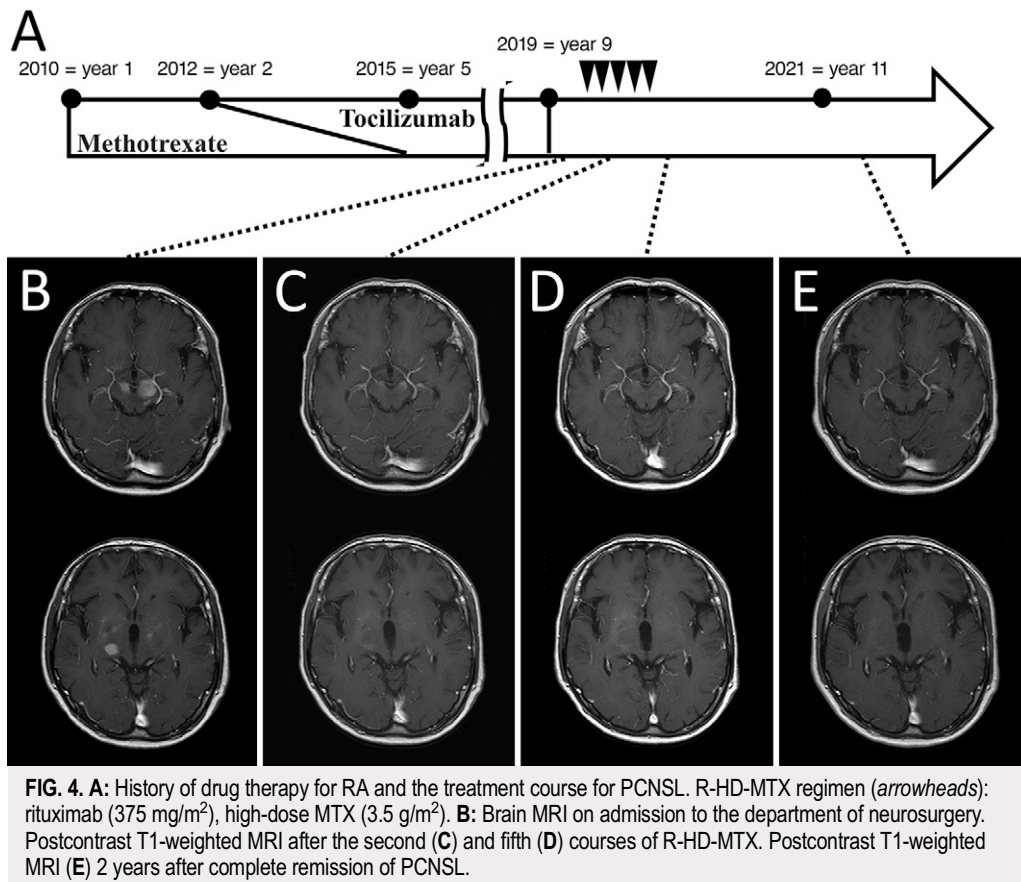 A
2019 = year 9
2010 = year 1
2012 = year 2
2015 = year 5
2021 = year 11
Tocilizumab
Methotrexate
B
C
D
E
FIG. 4. A: History of drug therapy for RA and the treatment course for PCNSL. R-HD-MTX regimen (arrowheads):
rituximab (375 mg/m²), high-dose MTX (3.5 g/m²). B: Brain MRI on admission to the department of neurosurgery.
Postcontrast T1-weighted MRI after the second (C) and fifth (D) courses of R-HD-MTX. Postcontrast T1-weighted
MRI (E) 2 years after complete remission of PCNSL.